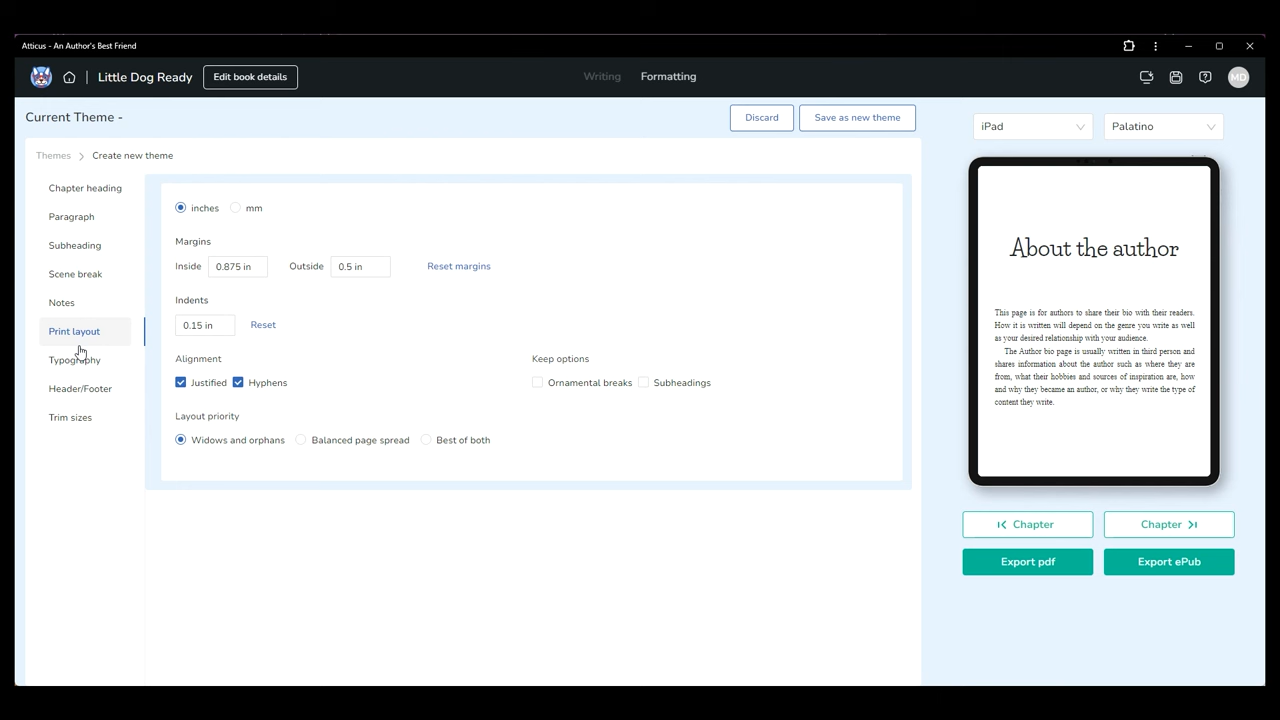 Atticus - An Author's Best Friend
Little Dog Ready
Edit book details
Writing
Formatting
MD
Current Theme -
Discard
Save as new theme
Themes
Create new theme
Chapter heading
Paragraph
Subheading
Scene break
Notes
Print layout
Typography
Header/Footer
Trim sizes
inches
mm
Margins
Inside
0.875 in
Outside
0.5 in
Reset margins
Indents
0.15 in
Reset
Alignment
Justified
Hyphens
Keep options
Ornamental breaks
Subheadings
Layout priority
Widows and orphans
Balanced page spread
Best of both
iPad
Palatino
About the author
This page is for authors to share their bio with their readers.
How it is written will depend on the genre you write as well
as your desired relationship with your audience.
The Author bio page is usually written in third person and
shares information about the author such as where they are
from, what their hobbies and sources of inspiration are, how
and why they became an author, or why they write the type of
content they write.
Chapter
Chapter
Export pdf
Export ePub